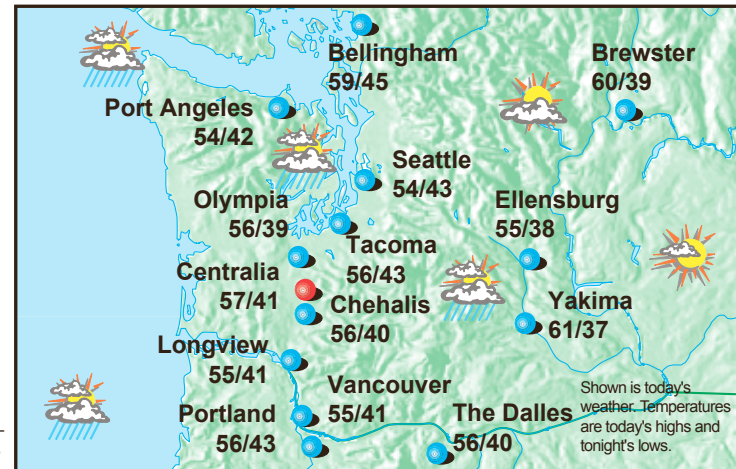 Bellingham
59/45
Brewster
60/39
Port Angeles
54/42
Seattle
54/43
Olympia
56/39
Ellensburg
55/38
Tacoma
56/43
Centralia
57/41
Chehalis
56/40
Yakima
61/37
Longview
55/41
Vancouver
55/41
Portland
56/43
The Dalles
56/40
Shown is today's
weather. Temperatures
are today's highs and
tonight's lows.